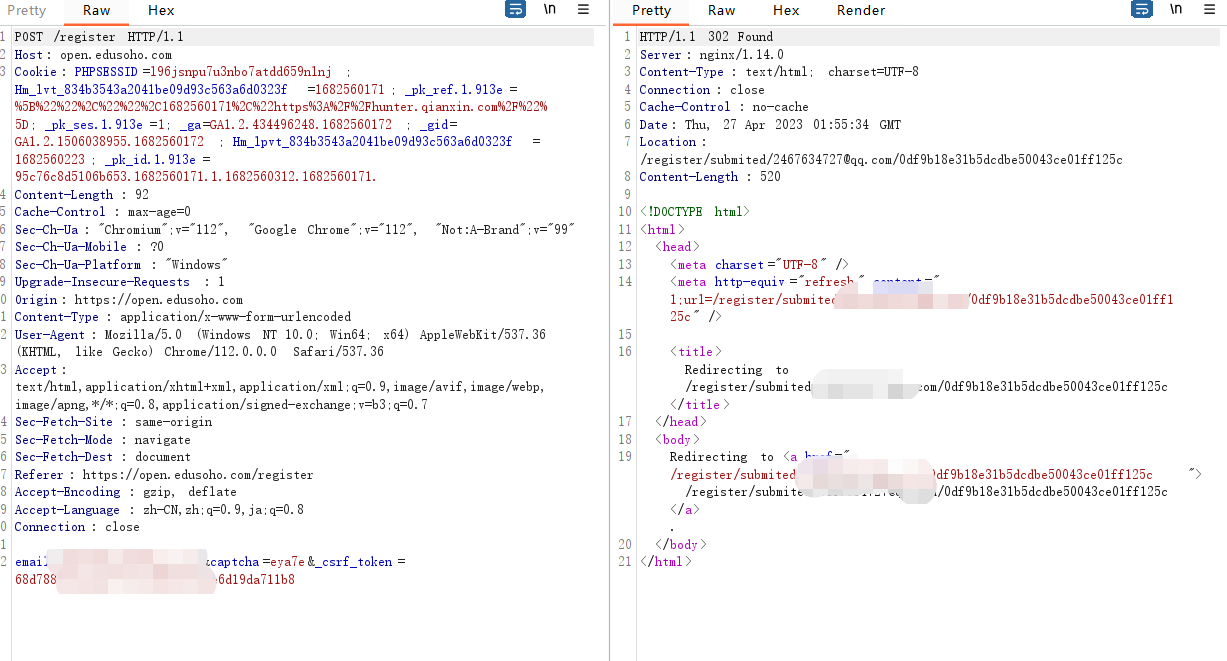 Pretty Raw Hex \n
1 POST /register HTTP/1.1
2 Host: open.edusoho.com
3 Cookie: PHPSESSID=l96jsnpu7u3nbo7atdd659nlnj ;
Hm_lvt_834b3543a2041be09d93c563a6d0323f =1682560171; _pk_ref.1.913e=
%5B%22%22%2C%22%22%2C1682560171%2C%22https%3A%2F%2Fhunter.qianxin.com%2F%22%
5D; _pk_ses.1.913e=1; _ga=GA1.2.434496248.1682560172 ; _gid=
GA1.2.1506038955.1682560172 ; Hm_lpvt_834b3543a2041be09d93c563a6d0323f =
1682560223; _pk_id.1.913e=
95c76c8d5106b653.1682560171.1.1682560312.1682560171.
4 Content-Length: 92
5 Cache-Control: max-age=0
6 Sec-Ch-Ua: "Chromium";v="112", "Google Chrome";v="112", "Not:A-Brand";v="99"
7 Sec-Ch-Ua-Mobile: ?0
8 Sec-Ch-Ua-Platform: "Windows"
9 Upgrade-Insecure-Requests: 1
0 Origin: https://open.edusoho.com
1 Content-Type: application/x-www-form-urlencoded
2 User-Agent: Mozilla/5.0 (Windows NT 10.0; Win64; x64) AppleWebKit/537.36
(KHTML, like Gecko) Chrome/112.0.0.0 Safari/537.36
3 Accept:
text/html,application/xhtml+xml,application/xml;q=0.9,image/avif,image/webp,
image/apng,*/*;q=0.8,application/signed-exchange;v=b3;q=0.7
4 Sec-Fetch-Site: same-origin
5 Sec-Fetch-Mode: navigate
6 Sec-Fetch-Dest: document
7 Referer: https://open.edusoho.com/register
8 Accept-Encoding: gzip, deflate
9 Accept-Language: zh-CN,zh;q=0.9,ja;q=0.8
0 Connection: close
1
2 email &captcha=eya7e&_csrf_token=
68d788 6d19da711b8
Pretty Raw Hex Render \n
1 HTTP/1.1 302 Found
2 Server: nginx/1.14.0
3 Content-Type: text/html; charset=UTF-8
4 Connection: close
5 Cache-Control: no-cache
6 Date: Thu, 27 Apr 2023 01:55:34 GMT
7 Location:
/register/submited/2467634727@qq.com/0df9b18e31b5dcdbe50043ce01ff125c
8 Content-Length: 520
9
10 <!DOCTYPE html>
11 <html>
12 <head>
13 <meta charset="UTF-8" />
14 <meta http-equiv="refresh" content="
1;url=/register/submited /0df9b18e31b5dcdbe50043ce01ff1
25c" />
15
16 <title>
Redirecting to
/register/submited com/0df9b18e31b5dcdbe50043ce01ff125c
</title>
17 </head>
18 <body>
19 Redirecting to <a href="
/register/submited 0df9b18e31b5dcdbe50043ce01ff125c ">
/register/submited /0df9b18e31b5dcdbe50043ce01ff125c
</a>
.
20 </body>
21 </html>